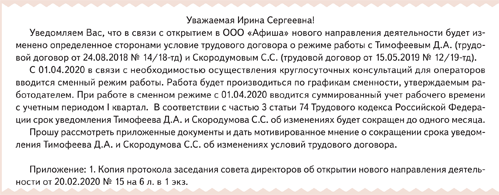 Уважаемая Ирина Сергеевна!
Уведомляем Вас, что в связи с открытием в ООО «Афиша» нового направления деятельности будет из-
менено определенное сторонами условие трудового договора о режиме работы с Тимофеевым Д.А. (трудо-
вой договор от 24.08.2018 № 14/18-тд) и Скородумовым С.С. (трудовой договор от 15.05.2019 № 12/19-тд).
С 01.04.2020 в связи с необходимостью осуществления круглосуточных консультаций для операторов
вводится сменный режим работы. Работа будет производиться по графикам сменности, утверждаемым ра-
ботодателем. При работе в сменном режиме с 01.04.2020 вводится суммированный учет рабочего времени
с учетным периодом I квартал. В соответствии с частью 3 статьи 74 Трудового кодекса Российской Федера-
ции срок уведомления Тимофеева Д.А. и Скородумова С.С. об изменениях будет сокращен до одного месяца.
Прошу рассмотреть приложенные документы и дать мотивированное мнение о сокращении срока уведом-
ления Тимофеева Д.А. и Скородумова С.С. об изменениях условий трудового договора.
Приложение: 1. Копия протокола заседания совета директоров об открытии нового направления деятель-
ности от 20.02.2020 № 15 на 6 л. в 1 экз.